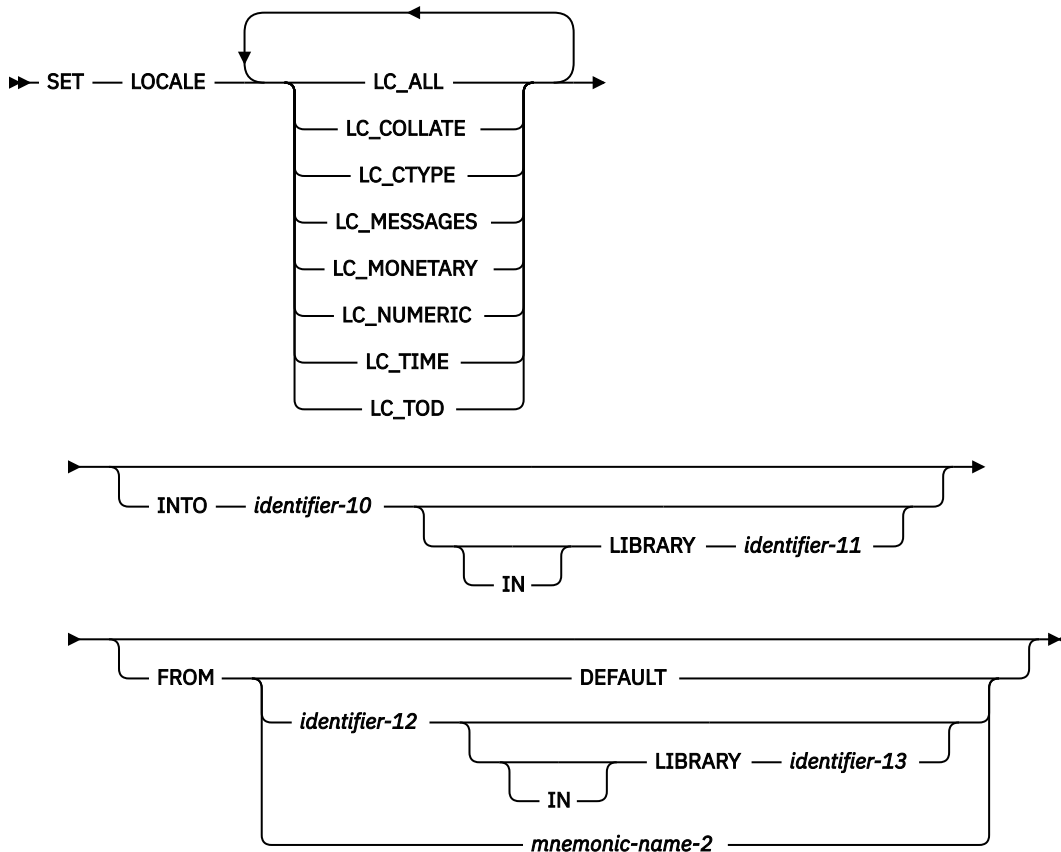 SET LOCALE LC_ALL
LC_COLLATE
LC_CTYPE
LC_MESSAGES
LC_MONETARY
LC_NUMERIC
LC_TIME
LC_TOD
INTO identifier-10
LIBRARY identifier-11
IN
FROM DEFAULT
identifier-12
LIBRARY identifier-13
IN
mnemonic-name-2